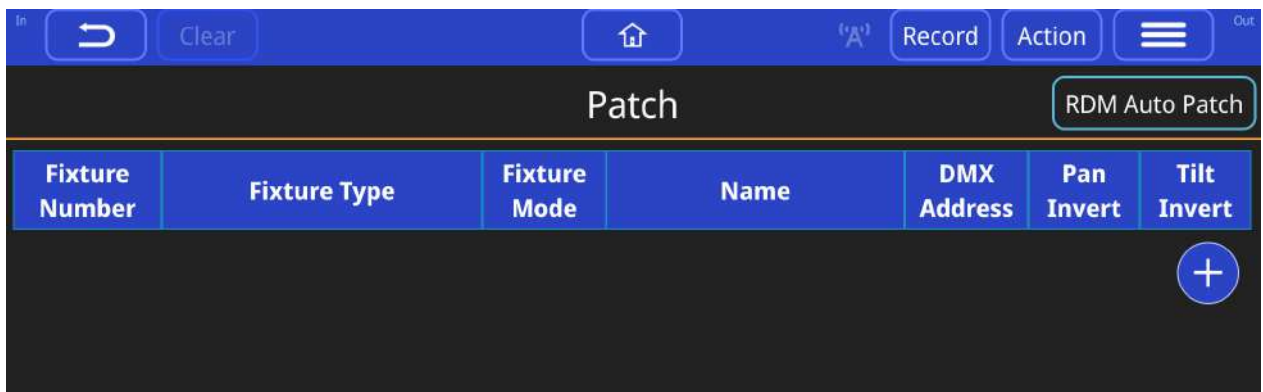 In
Clear
(A)
Record
Action
Out
Patch
RDM Auto Patch
Fixture
Number
Fixture Type
Fixture
Mode
Name
DMX
Address
Pan
Invert
Tilt
Invert